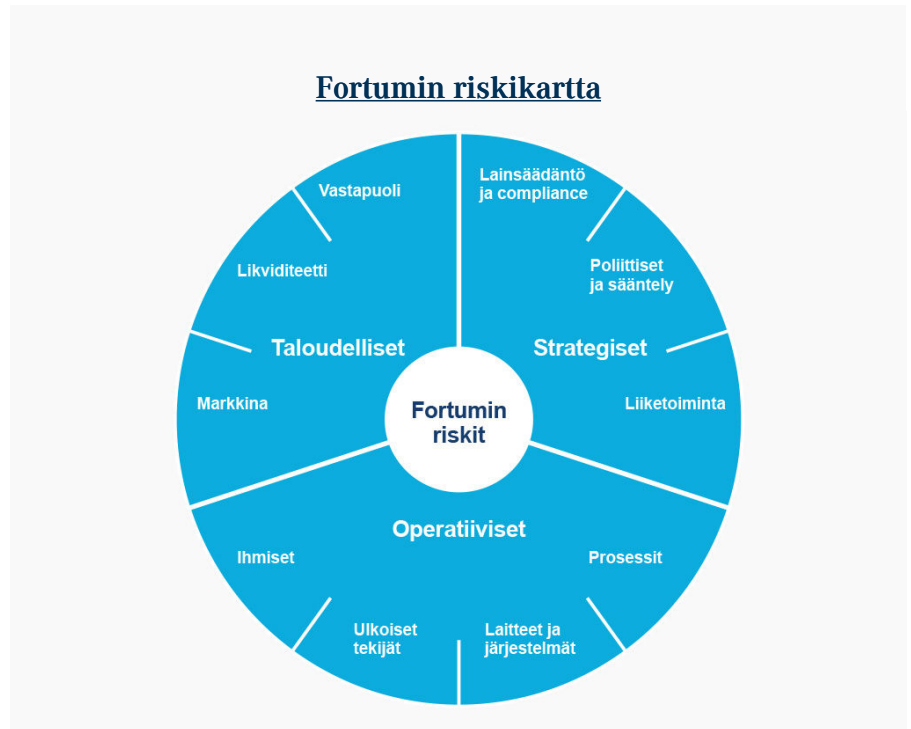 Fortumin riskikartta
Vastapuoli
Lainsäädäntö
ja compliance
Likviditeetti
Poliittiset
ja sääntely
Taloudelliset
Strategiset
Markkina
Liiketoiminta
Fortumin
riskit
Operatiiviset
Ihmiset
Prosessit
Ulkoiset
tekijät
Laitteet ja
järjestelmät